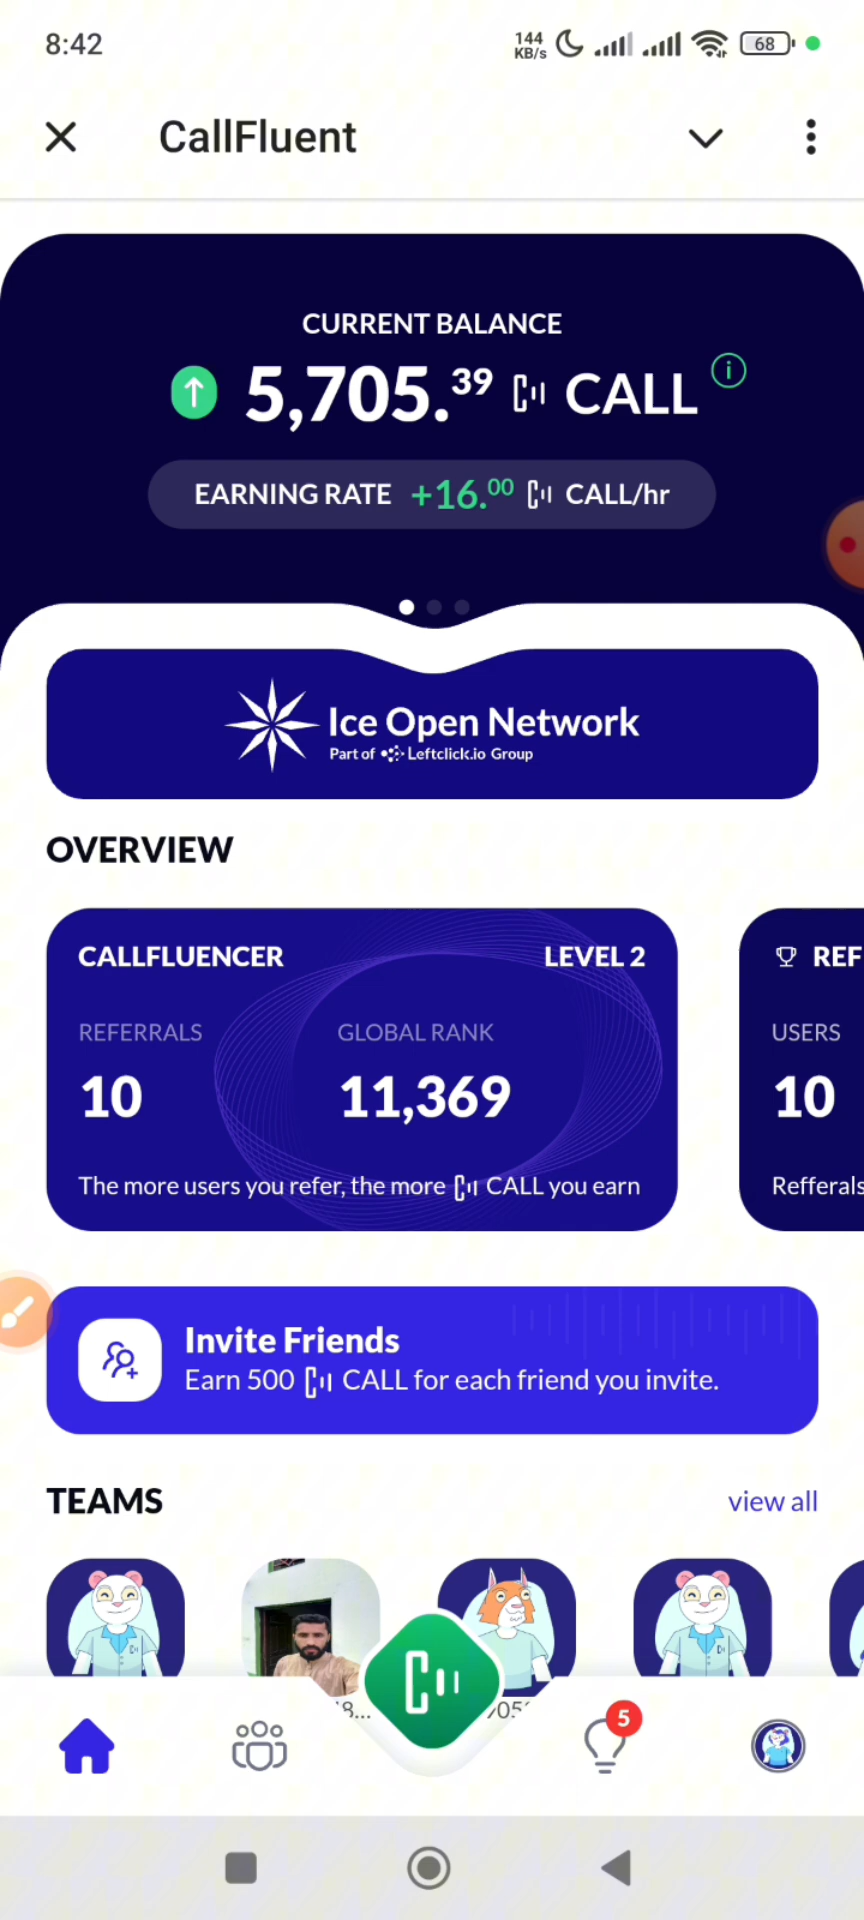 8:42
144
KB/s
68
CallFluent
CURRENT BALANCE
5,705.39 CALL
EARNING RATE +16.00 CALL/hr
Ice Open Network
Part of Leftclick.io Group
OVERVIEW
CALLFLUENCER LEVEL 2
REF
REFERRALS GLOBAL RANK
USERS
10 11,369
10
The more users you refer, the more CALL you earn
Refferals
Invite Friends
Earn 500 CALL for each friend you invite.
TEAMS view all
5